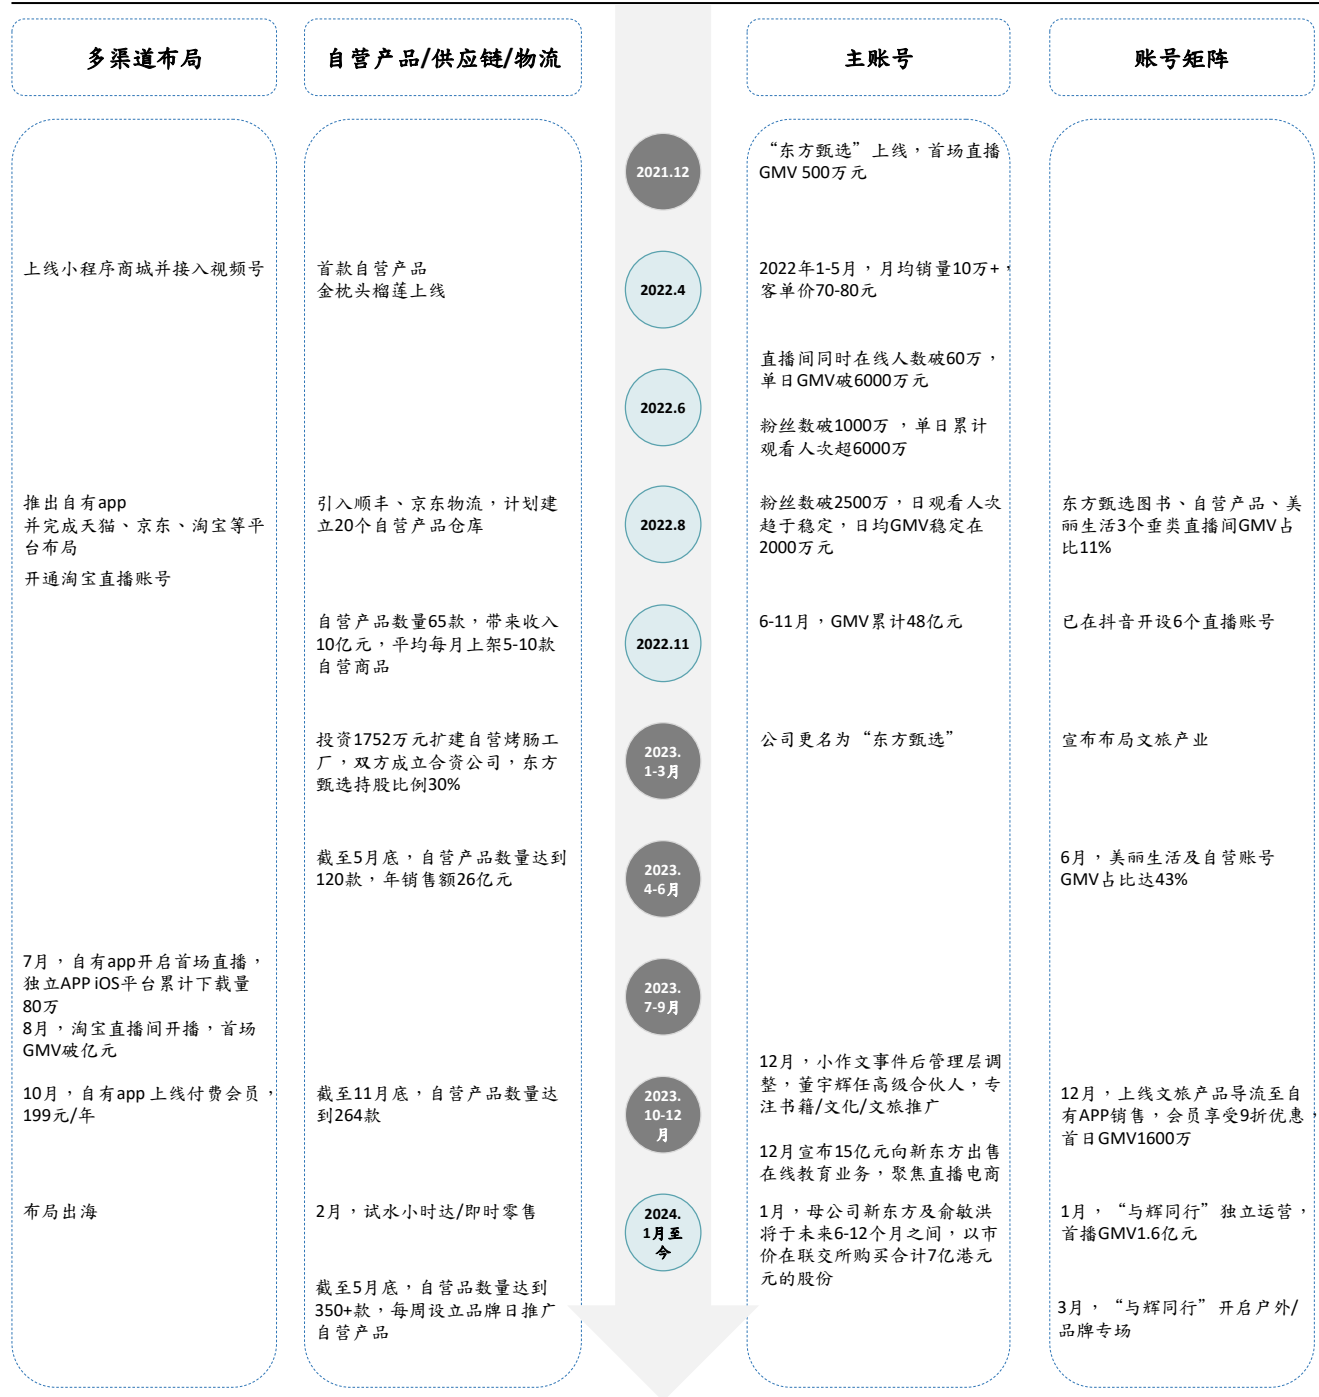 多渠道布局
自营产品/供应链/物流
主账号
账号矩阵
2021.12
“东方甄选”上线，首场直播
GMV 500万元
上线小程序商城并接入视频号
首款自营产品
金枕头榴莲上线
2022.4
2022年1-5月，月均销量10万+，
客单价70-80元
2022.6
直播间同时在线人数破60万，
单日GMV破6000万元
粉丝数破1000万 ，单日累计
观看人次超6000万
推出自有app
并完成天猫、京东、淘宝等平
台布局
开通淘宝直播账号
引入顺丰、京东物流，计划建
立20个自营产品仓库
2022.8
粉丝数破2500万，日观看人次
趋于稳定，日均GMV稳定在
2000万元
东方甄选图书、自营产品、美
丽生活3个垂类直播间GMV占
比11%
自营产品数量65款，带来收入
10亿元，平均每月上架5-10款
自营商品
2022.11
6-11月，GMV累计48亿元
已在抖音开设6个直播账号
投资1752万元扩建自营烤肠工
厂，双方成立合资公司，东方
甄选持股比例30%
2023.
1-3月
公司更名为“东方甄选”
宣布布局文旅产业
截至5月底，自营产品数量达到
120款，年销售额26亿元
2023.
4-6月
6月，美丽生活及自营账号
GMV占比达43%
7月，自有app开启首场直播，
独立APP iOS平台累计下载量
80万
8月，淘宝直播间开播，首场
GMV破亿元
2023.
7-9月
10月，自有app 上线付费会员，
199元/年
截至11月底，自营产品数量达
到264款
2023.
10-12
月
12月，小作文事件后管理层调
整，董宇辉任高级合伙人，专
注书籍/文化/文旅推广
12月宣布15亿元向新东方出售
在线教育业务，聚焦直播电商
12月，上线文旅产品导流至自
有APP销售，会员享受9折优惠，
首日GMV1600万
布局出海
2月，试水小时达/即时零售
截至5月底，自营品数量达到
350+款，每周设立品牌日推广
自营产品
2024.
1月至
今
1月，母公司新东方及俞敏洪
将于未来6-12个月之间，以市
价在联交所购买合计7亿港元
元的股份
1月，“与辉同行”独立运营，
首播GMV1.6亿元
3月，“与辉同行”开启户外/
品牌专场